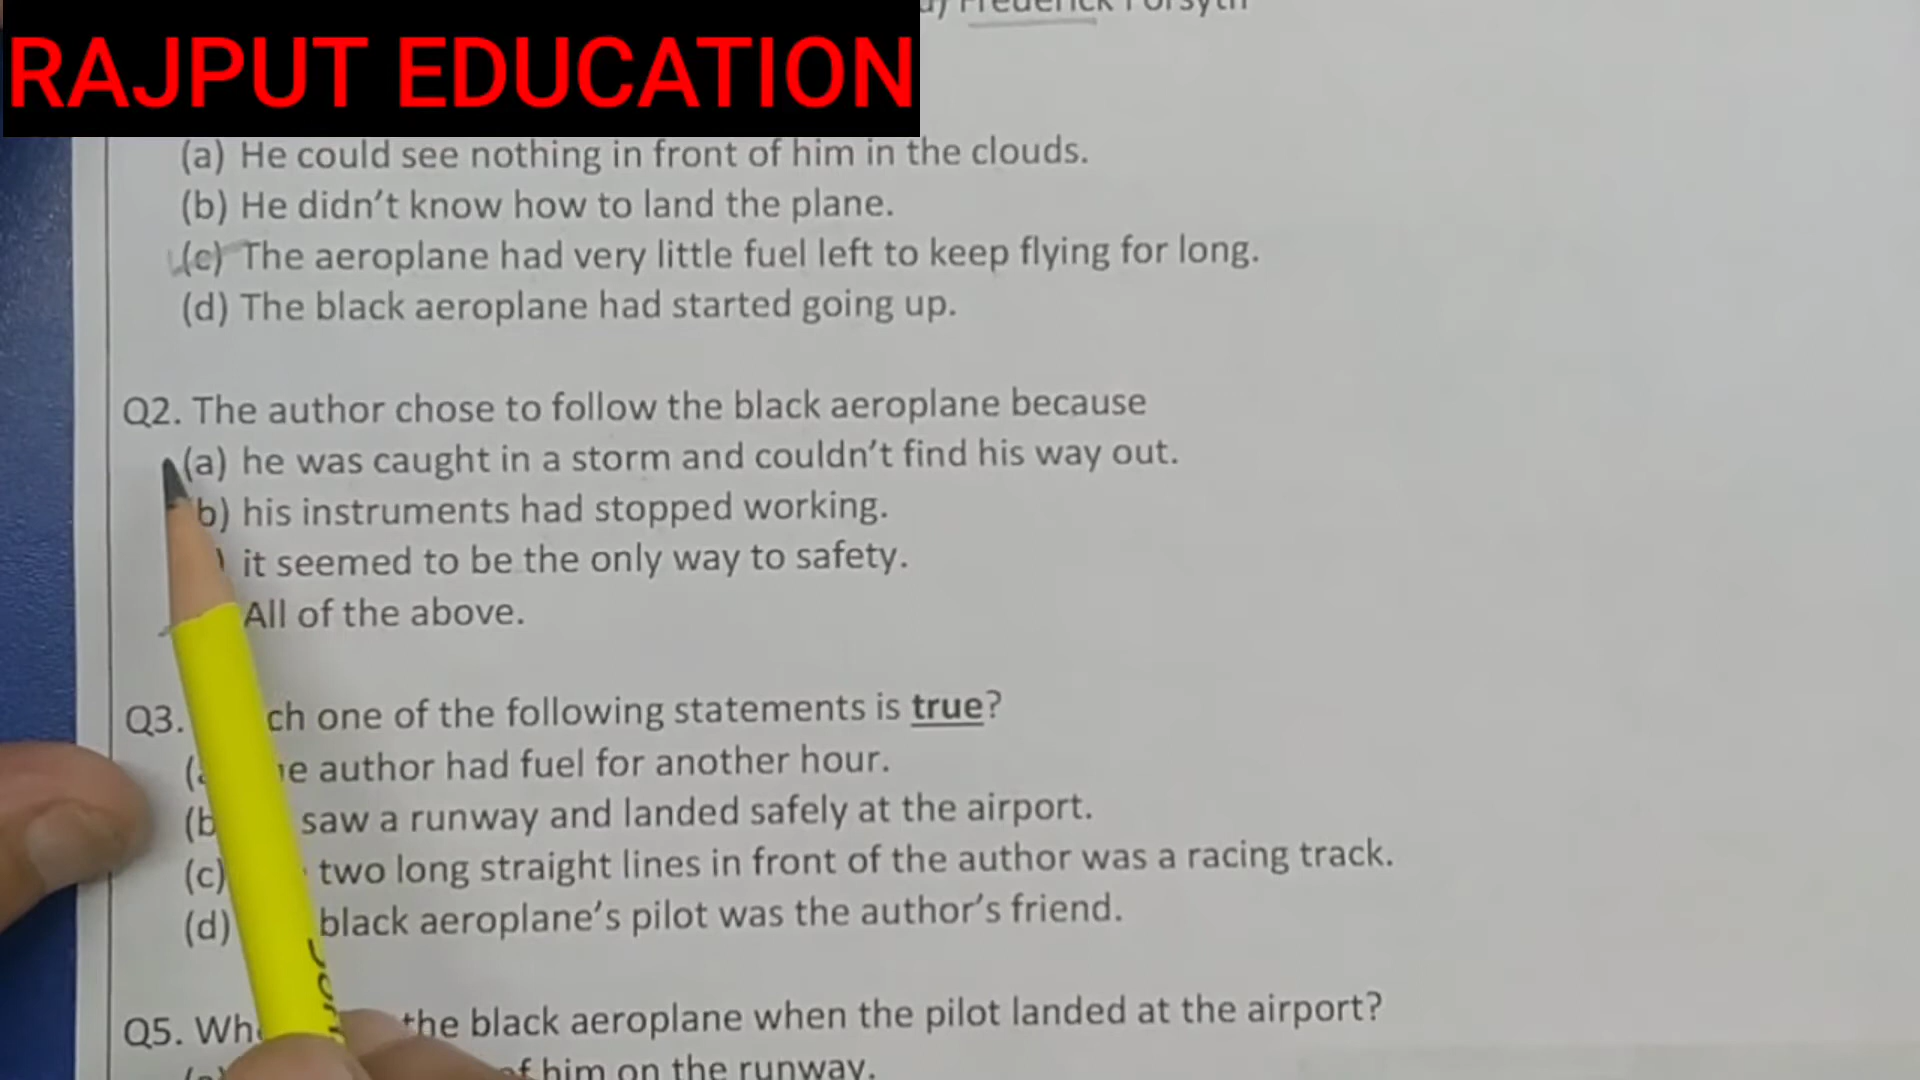 Frederick Forsyth
RAJPUT EDUCATION
(a) He could see nothing in front of him in the clouds.
(b) He didn't know how to land the plane.
(c) The aeroplane had very little fuel left to keep flying for long.
(d) The black aeroplane had started going up.
Q2. The author chose to follow the black aeroplane because
(a) he was caught in a storm and couldn't find his way out.
b) his instruments had stopped working.
) it seemed to be the only way to safety.
All of the above.
Q3. ch one of the following statements is true?
author had fuel for another hour.
(b saw a runway and landed safely at the airport.
(c) two long straight lines in front of the author was a racing track.
(d) black aeroplane's pilot was the author's friend.
Q5. the black aeroplane when the pilot landed at the airport?
of him on the runway.